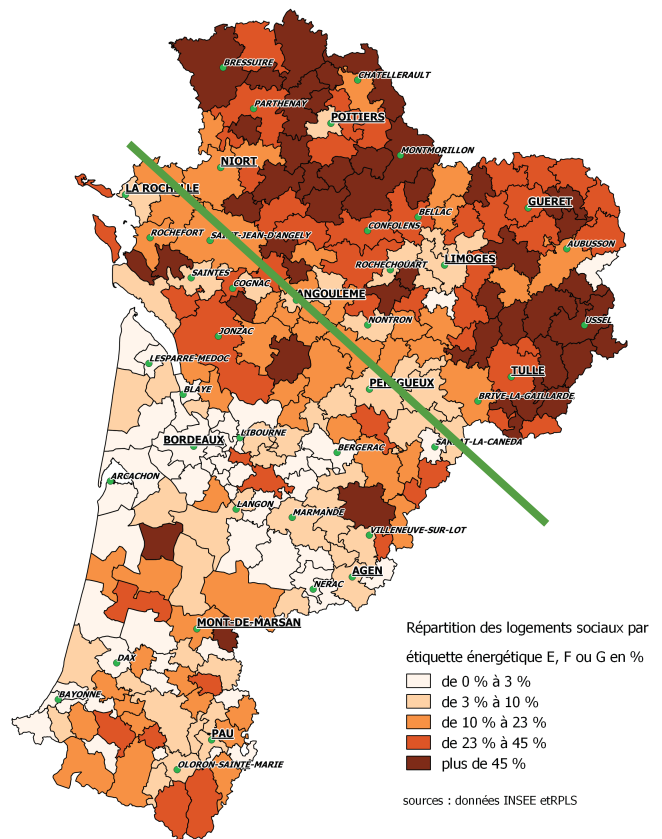 BRESSUIRE
CHATELLERAULT
PARTHENAY
POITIERS
MONTMORILLON
NIORT
LA ROCHELLE
GUERET
BELLAC
ROCHEFORT
SAINT-JEAN-D'ANGELY
CONFOLENS
AUBUSSON
LIMOGES
ROCHECHOUART
SAINTES
COGNAC
ANGOULEME
NONTRON
USSEL
JONZAC
LESPARRE-MEDOC
TULLE
PERIGUEUX
BLAYE
BRIVE-LA-GAILLARDE
LIBOURNE
BORDEAUX
SARLAT-LA-CANEDA
BERGERAC
ARCACHON
LANGON
MARMANDE
VILLENEUVE-SUR-LOT
AGEN
NERAC
MONT-DE-MARSAN
DAX
BAYONNE
PAU
OLORON-SAINTE-MARIE
Répartition des logements sociaux par
étiquette énergétique E, F ou G en %
de 0 % à 3 %
de 3 % à 10 %
de 10 % à 23 %
de 23 % à 45 %
plus de 45 %
sources : données INSEE etRPLS